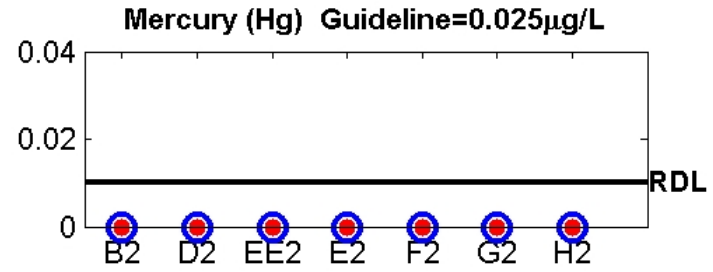 Mercury (Hg)  Guideline=0.025µg/L
0.04
0.02
RDL
0
B2 D2 EE2 E2 F2 G2 H2